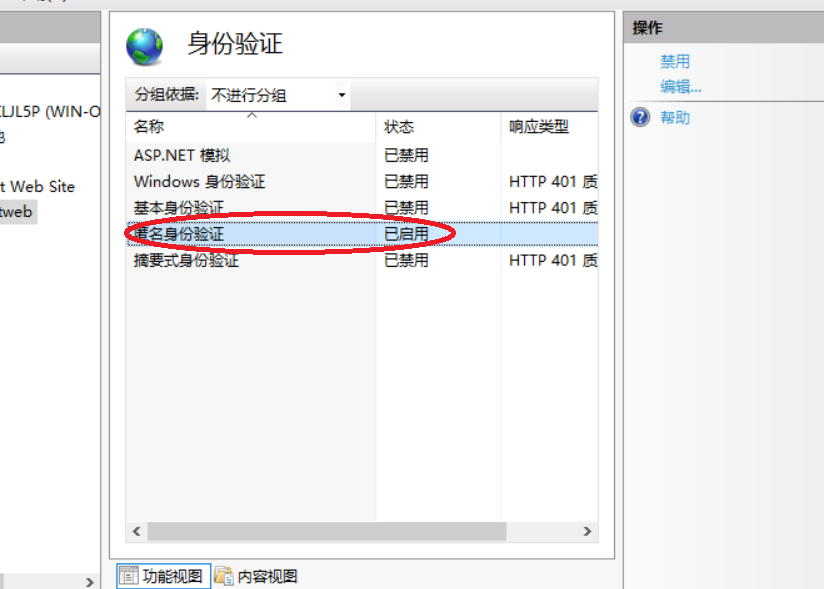 LJL5P (WIN-O
t Web Site
tweb
身份验证
分组依据: 不进行分组
名称 状态 响应类型
ASP.NET 模拟 已禁用
Windows 身份验证 已禁用 HTTP 401 质
基本身份验证 已禁用 HTTP 401 质
匿名身份验证 已启用
摘要式身份验证 已禁用 HTTP 401 质
功能视图 内容视图
操作
禁用
编辑...
帮助